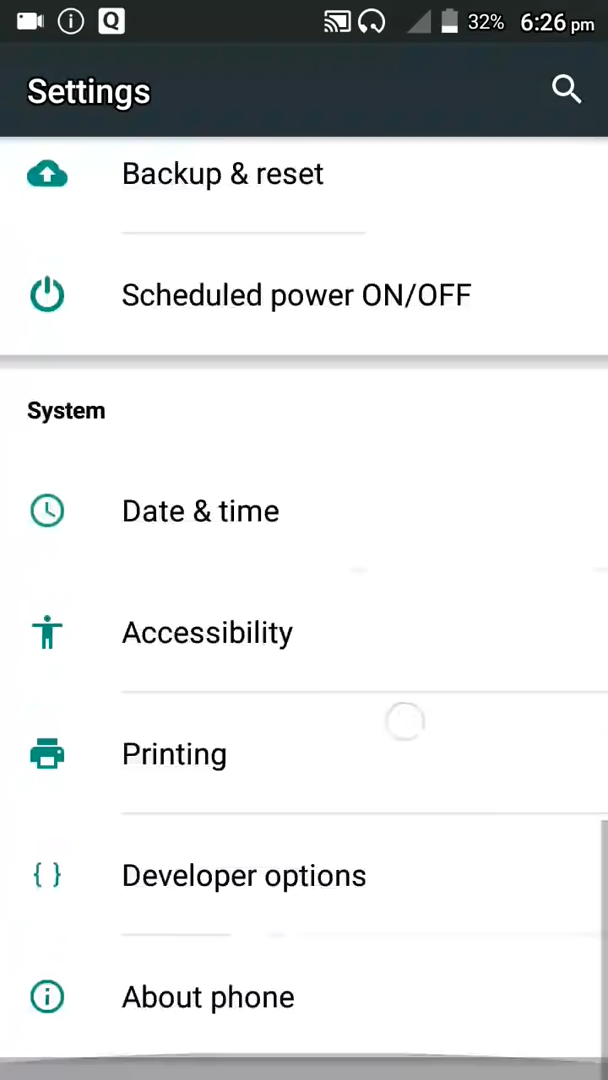 Q 32% 6:26 pm
Settings
Backup & reset
Scheduled power ON/OFF
System
Date & time
Accessibility
Printing
{ } Developer options
About phone